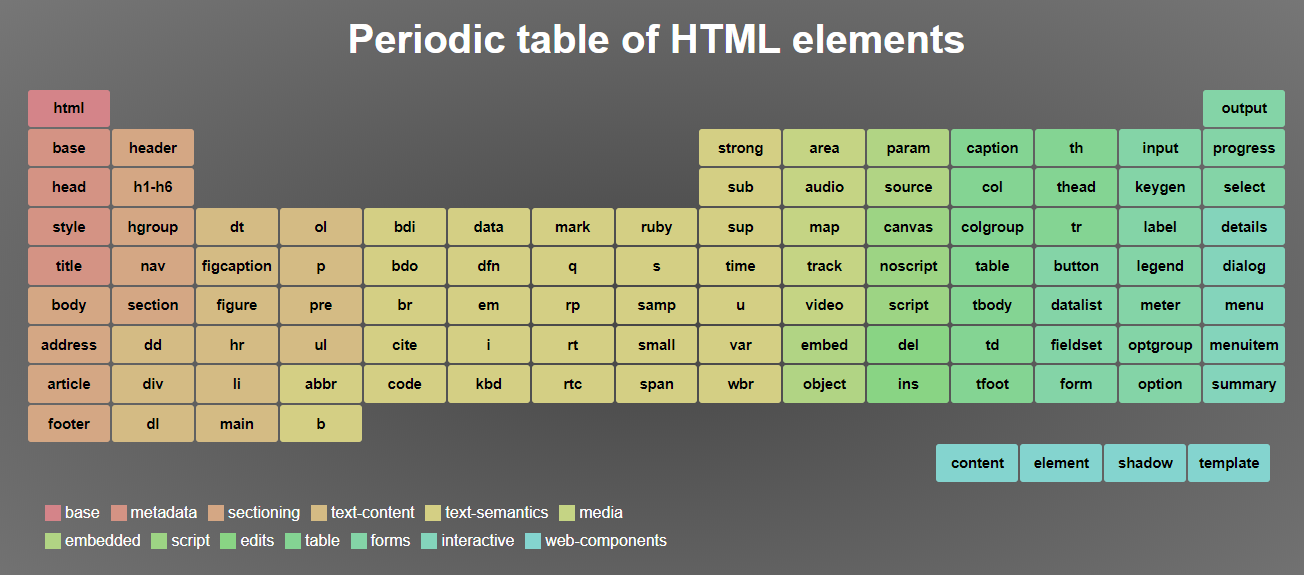 Periodic table of HTML elements
html output
base header strong area param caption th input progress
head h1-h6 sub audio source col thead keygen select
style hgroup dt ol bdi data mark ruby sup map canvas colgroup tr label details
title nav figcaption p bdo dfn q s time track noscript table button legend dialog
body section figure pre br em rp samp u video script tbody datalist meter menu
address dd hr ul cite i rt small var embed del td fieldset optgroup menuitem
article div li abbr code kbd rtc span wbr object ins tfoot form option summary
footer dl main b
content element shadow template
base metadata sectioning text-content text-semantics media
embedded script edits table forms interactive web-components